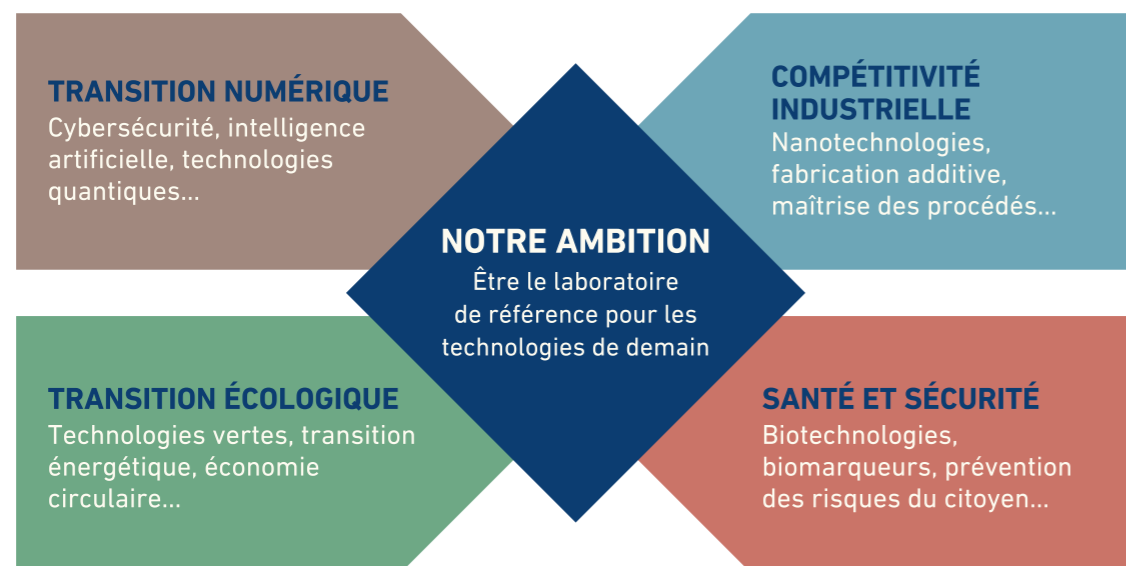 TRANSITION NUMÉRIQUE
Cybersécurité, intelligence
artificielle, technologies
quantiques...
COMPÉTITIVITÉ
INDUSTRIELLE
Nanotechnologies,
fabrication additive,
maîtrise des procédés...
NOTRE AMBITION
Être le laboratoire
de référence pour les
technologies de demain
TRANSITION ÉCOLOGIQUE
Technologies vertes, transition
énergétique, économie
circulaire...
SANTÉ ET SÉCURITÉ
Biotechnologies,
biomarqueurs, prévention
des risques du citoyen...